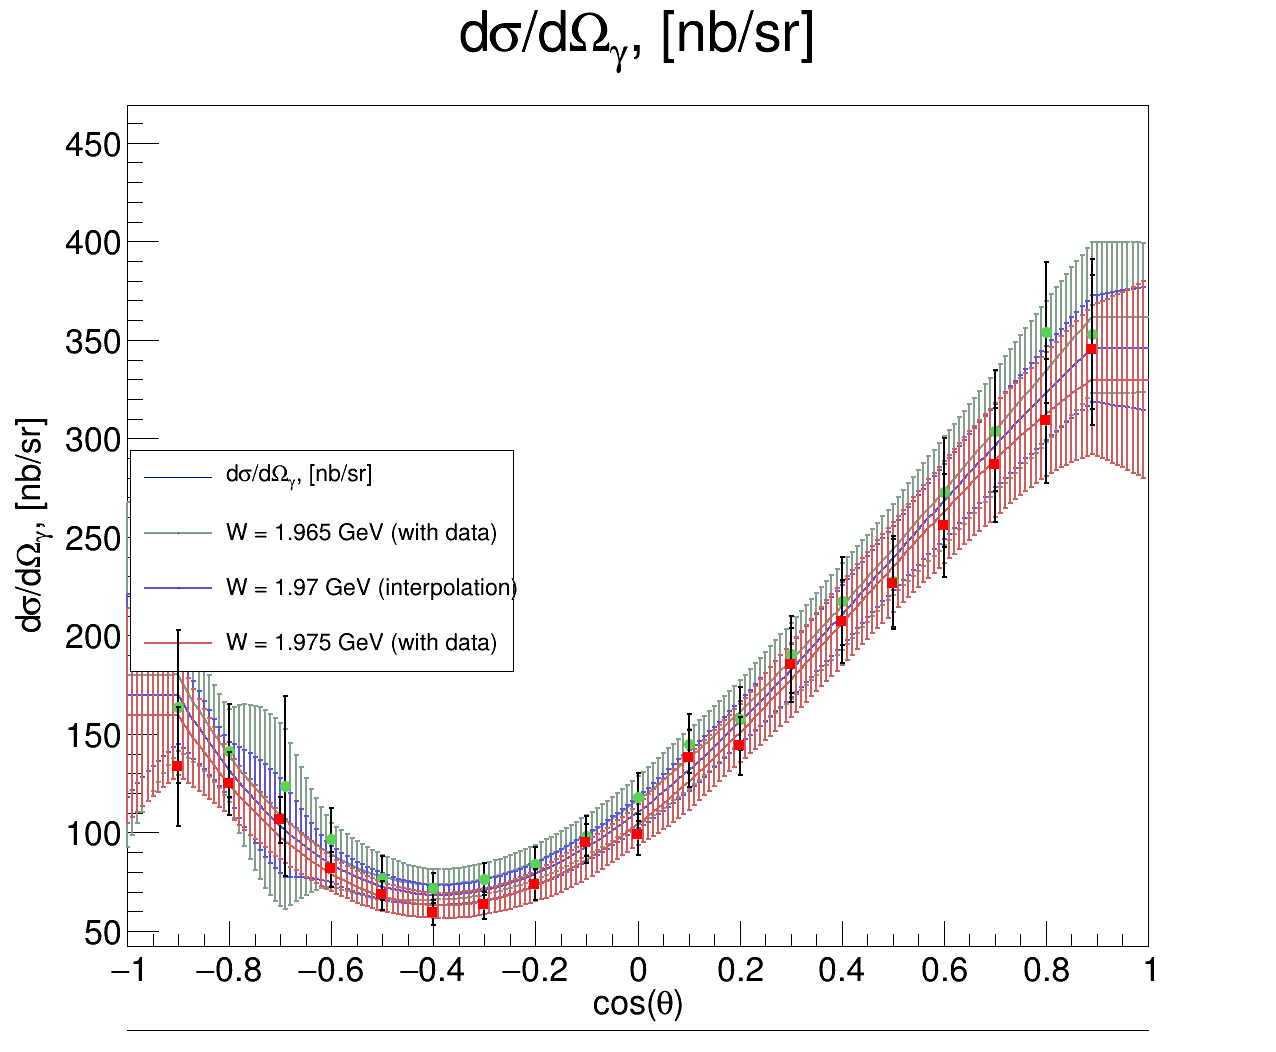 dσ/dΩγ, [nb/sr]
dσ/dΩγ, [nb/sr]
450
400
350
300
250
200
150
100
50
dσ/dΩγ, [nb/sr]
W = 1.965 GeV (with data)
W = 1.97 GeV (interpolation)
W = 1.975 GeV (with data)
−1 −0.8 −0.6 −0.4 −0.2 0 0.2 0.4 0.6 0.8 1
cos(θ)